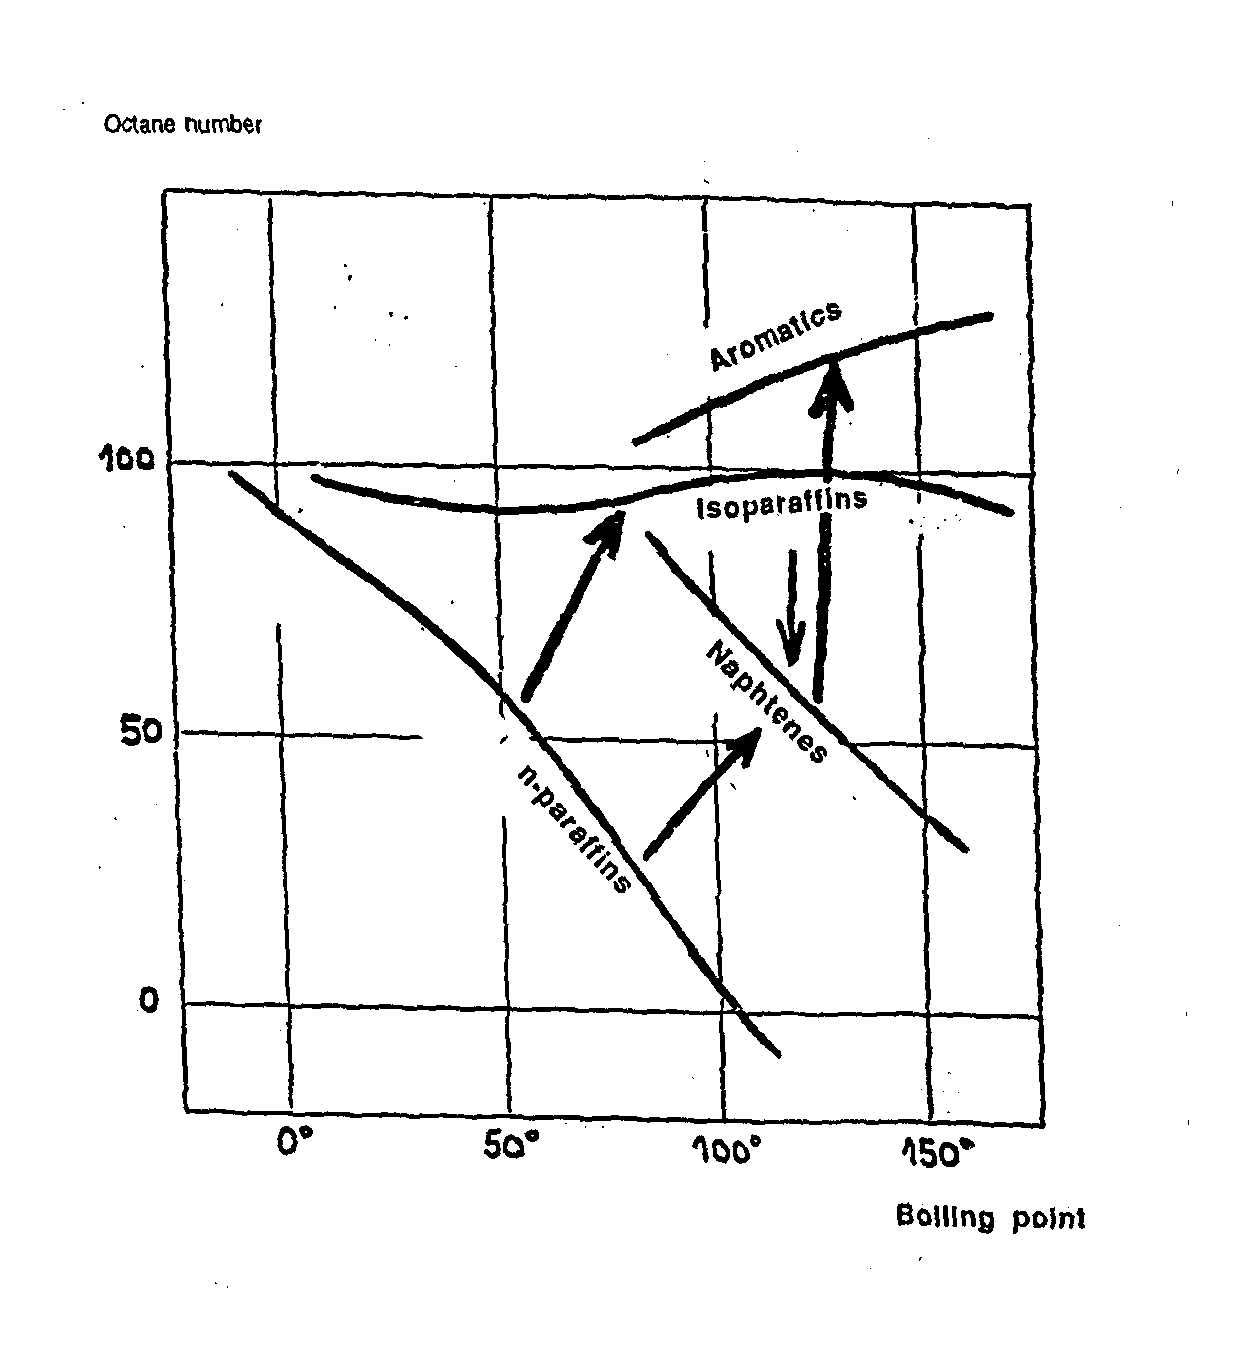 Octane number
Aromatics
100
Isoparaffins
Naphtenes
50
n-paraffins
0
0° 50° 100° 150°
Boiling point